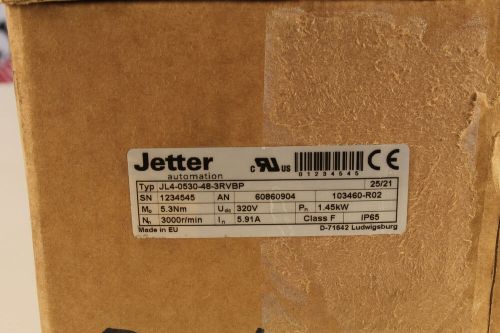 Jetter
automation
c RU us
D1234545
CE
Typ JL4-0530-48-3RVBP 25/21
SN 1234545 AN 60860904 103460-R02
M₀ 5.3Nm Udc 320V Pn 1.45kW
Nn 3000r/min In 5.91A Class F IP65
Made in EU D-71642 Ludwigsburg